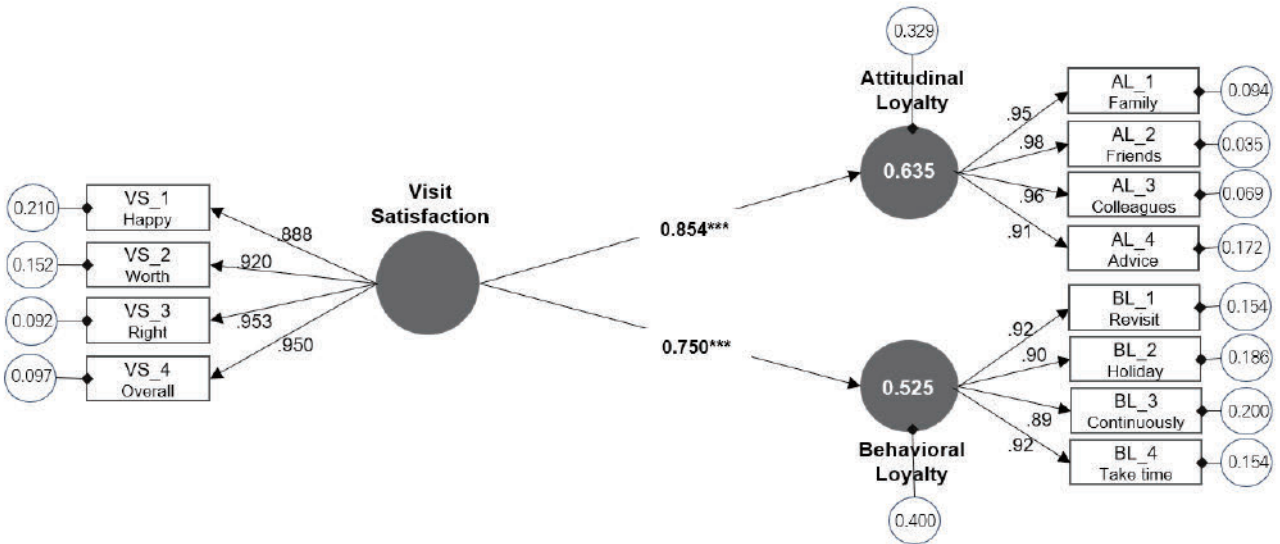 0.329
Attitudinal
Loyalty
0.635
AL_1
Family
0.094
.95
AL_2
Friends
0.035
.98
AL_3
Colleagues
0.069
.96
AL_4
Advice
0.172
.91
Visit
Satisfaction
0.210
VS_1
Happy
.888
0.152
VS_2
Worth
.920
0.092
VS_3
Right
.953
0.097
VS_4
Overall
.950
0.854***
0.750***
0.525
Behavioral
Loyalty
0.400
BL_1
Revisit
0.154
.92
BL_2
Holiday
0.186
.90
BL_3
Continuously
0.200
.89
BL_4
Take time
0.154
.92